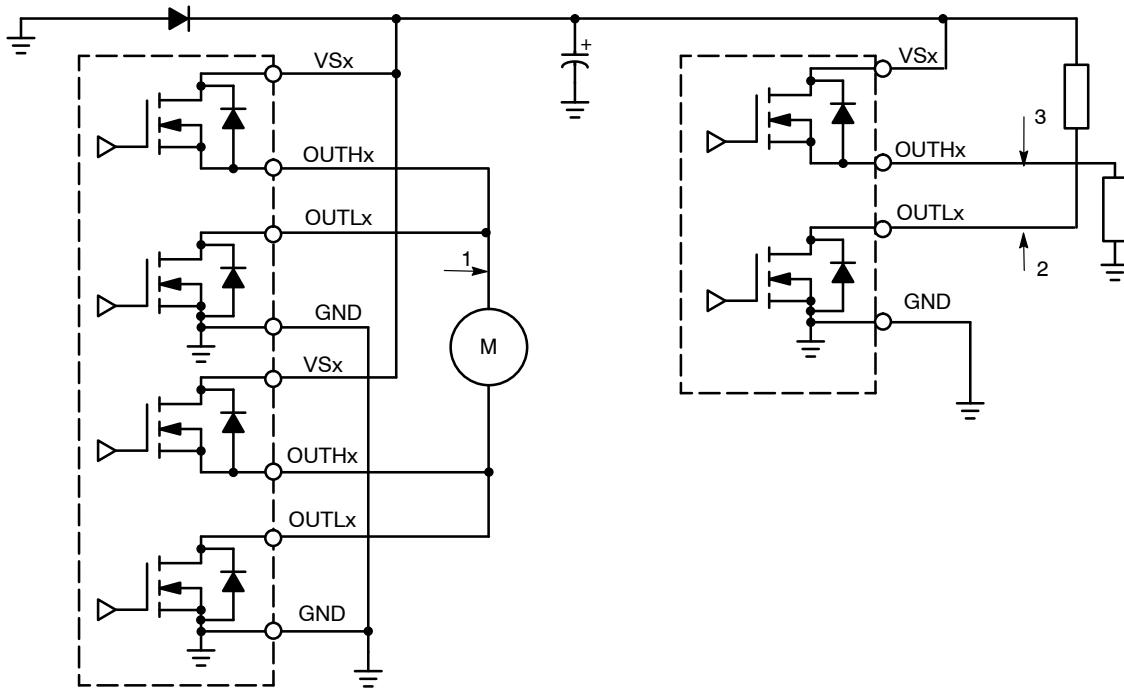 +
VSx
VSx
3
OUTHx
OUTHx
OUTLx
OUTLx
1
2
GND
GND
M
VSx
OUTHx
OUTLx
GND